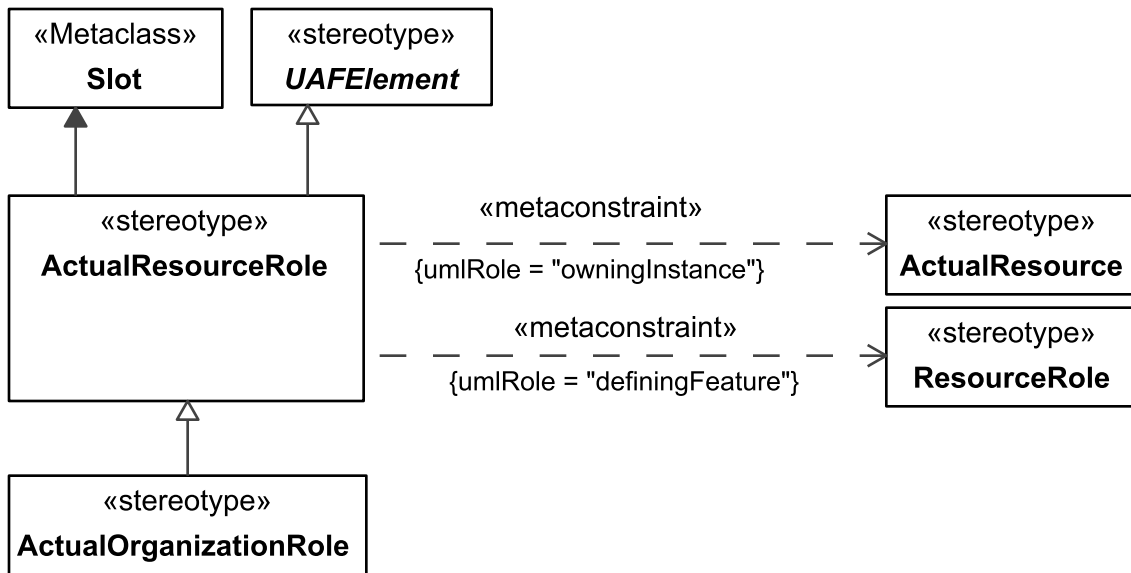 «Metaclass»
Slot
«stereotype»
UAFElement
«stereotype»
ActualResourceRole
«metaconstraint»
{umlRole = "owningInstance"}
«stereotype»
ActualResource
«metaconstraint»
{umlRole = "definingFeature"}
«stereotype»
ResourceRole
«stereotype»
ActualOrganizationRole